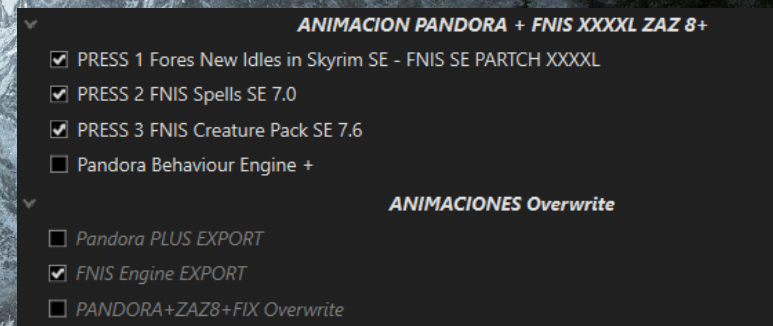 ANIMACION PANDORA + FNIS XXXXL ZAZ 8+
PRESS 1 Fores New Idles in Skyrim SE - FNIS SE PARTCH XXXXL
PRESS 2 FNIS Spells SE 7.0
PRESS 3 FNIS Creature Pack SE 7.6
Pandora Behaviour Engine +
ANIMACIONES Overwrite
Pandora PLUS EXPORT
FNIS Engine EXPORT
PANDORA+ZAZ8+FIX Overwrite